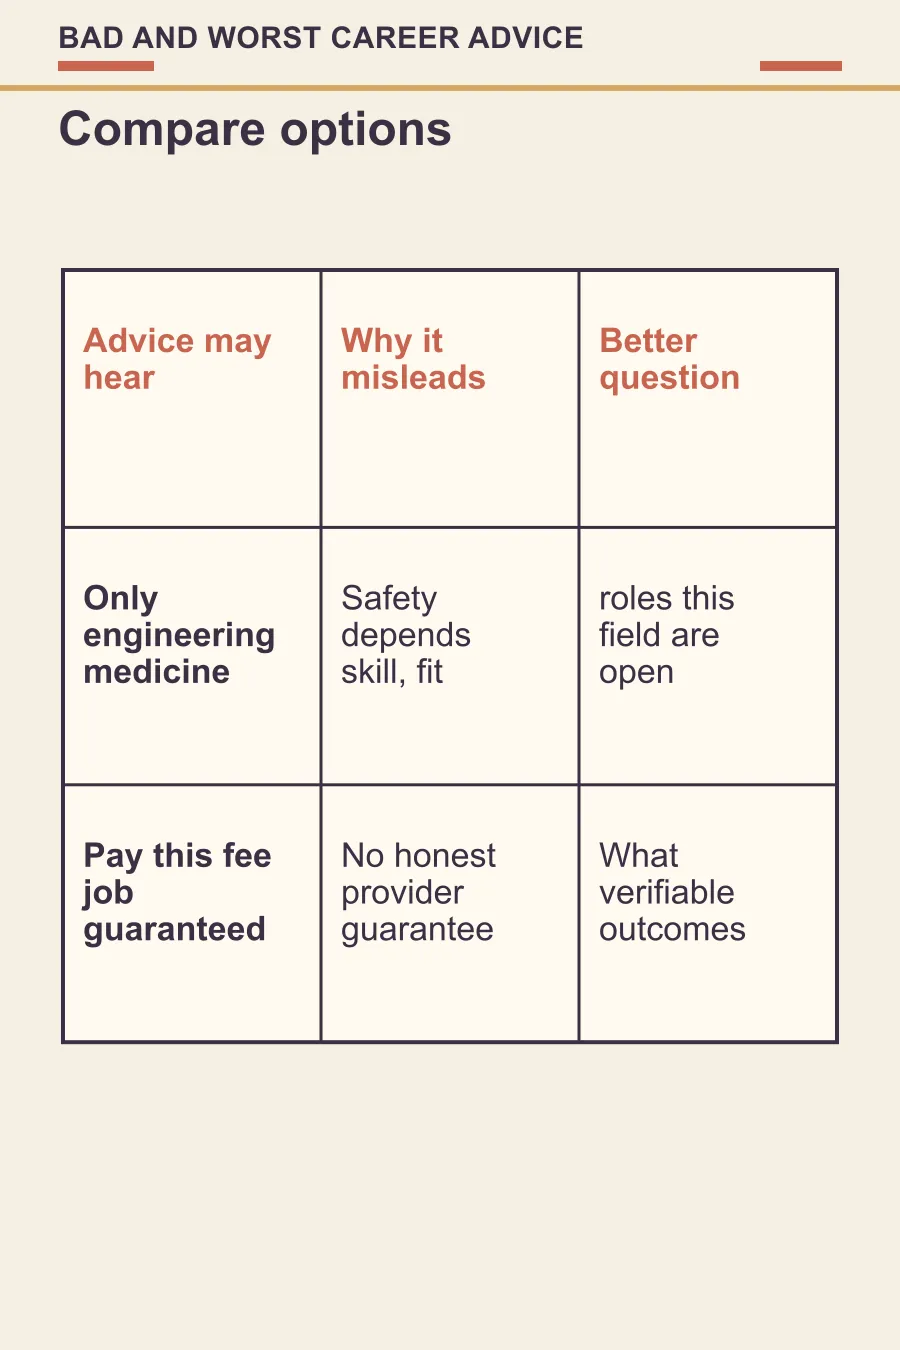 BAD AND WORST CAREER ADVICE
Compare options
Advice may
hear
Why it
misleads
Better
question
Only
engineering
medicine
Safety
depends
skill, fit
roles this
field are
open
Pay this fee
job
guaranteed
No honest
provider
guarantee
What
verifiable
outcomes